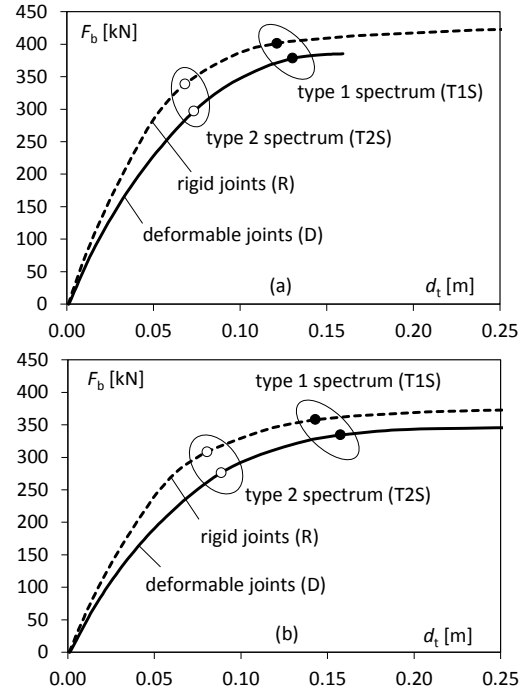 450
F_b [kN]
400
350
type 1 spectrum (T1S)
300
250
type 2 spectrum (T2S)
200
rigid joints (R)
150
100
deformable joints (D)
50
(a)
d_t [m]
0
0.00 0.05 0.10 0.15 0.20 0.25
450
F_b [kN]
type 1 spectrum (T1S)
400
350
300
250
type 2 spectrum (T2S)
200
rigid joints (R)
150
100
deformable joints (D)
50
(b)
d_t [m]
0
0.00 0.05 0.10 0.15 0.20 0.25